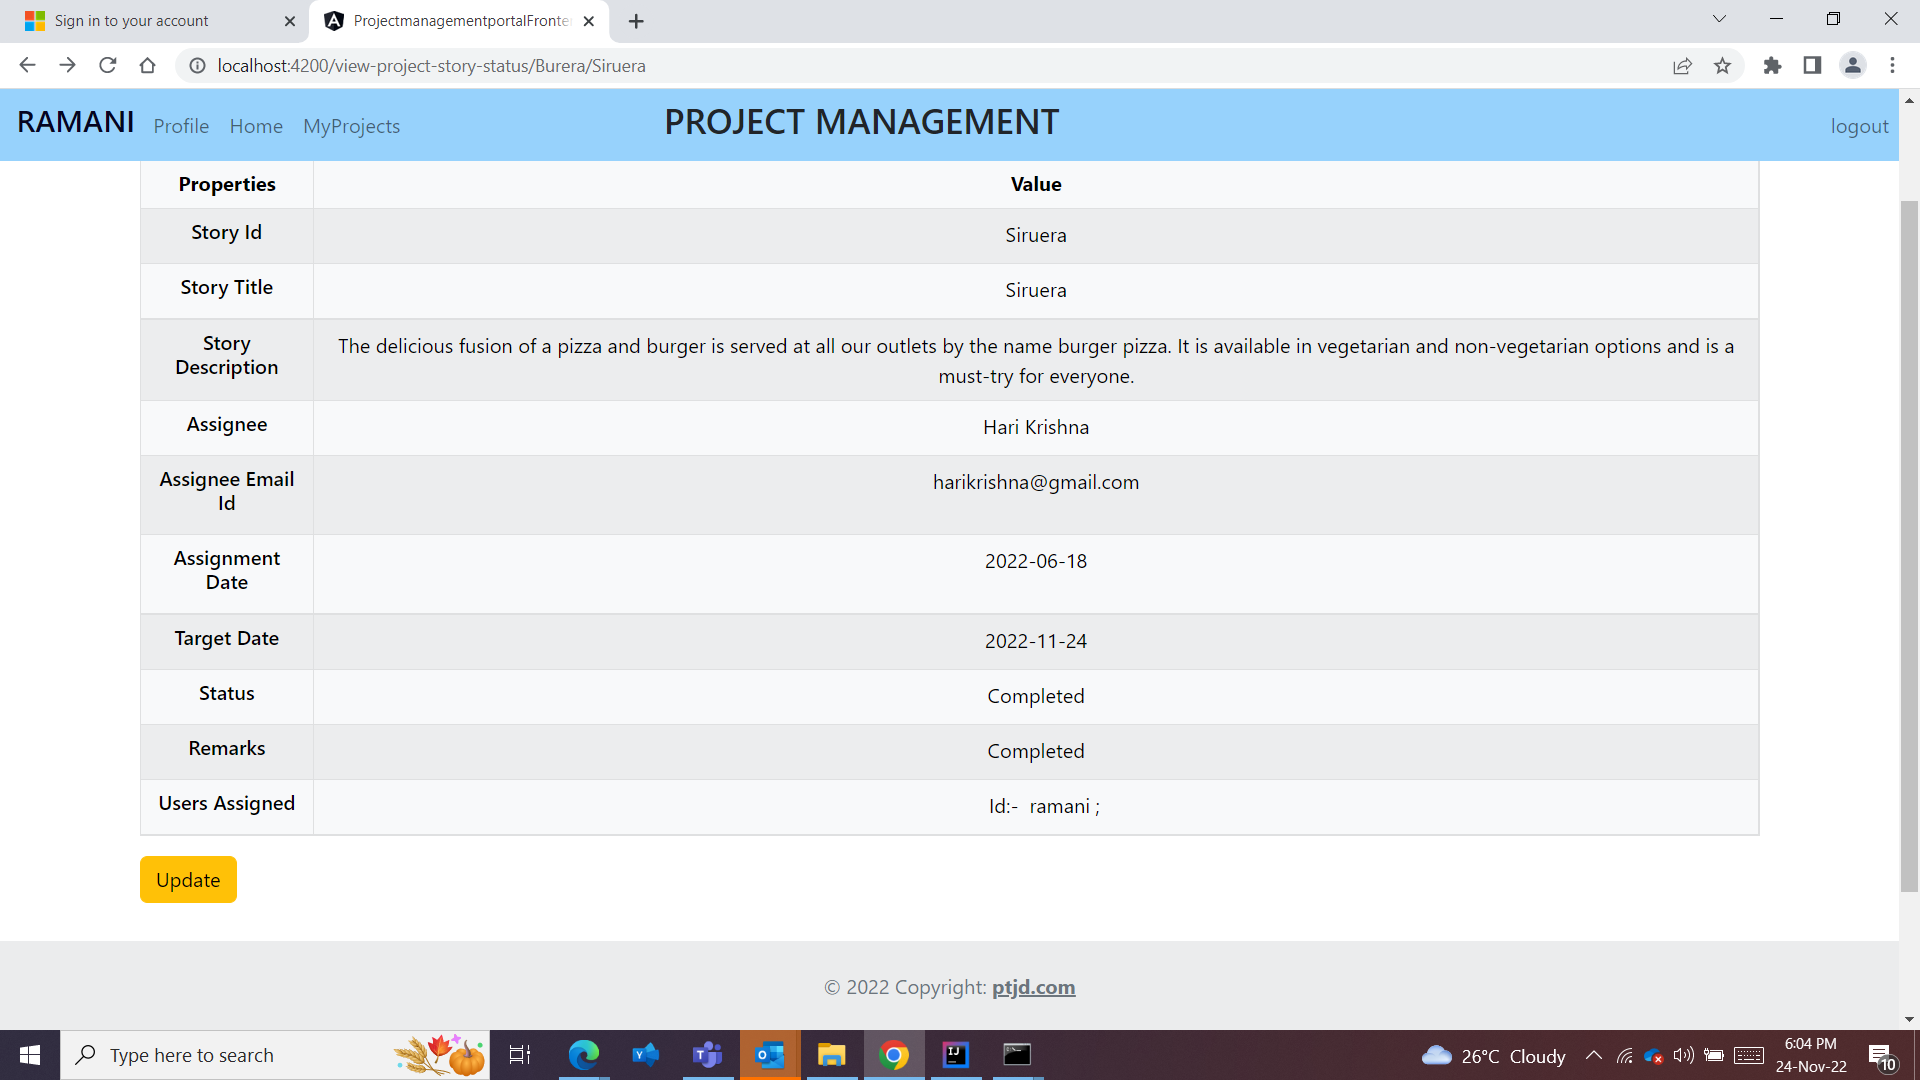 Sign in to your account
ProjectmanagementportalFronte
localhost:4200/view-project-story-status/Burera/Siruera
RAMANI Profile Home MyProjects PROJECT MANAGEMENT logout
Properties Value
Story Id Siruera
Story Title Siruera
Story
Description
The delicious fusion of a pizza and burger is served at all our outlets by the name burger pizza. It is available in vegetarian and non-vegetarian options and is a
must-try for everyone.
Assignee Hari Krishna
Assignee Email
Id
harikrishna@gmail.com
Assignment
Date
2022-06-18
Target Date 2022-11-24
Status Completed
Remarks Completed
Users Assigned Id:- ramani ;
Update
© 2022 Copyright: ptjd.com
Type here to search
26°C Cloudy
6:04 PM
24-Nov-22
10